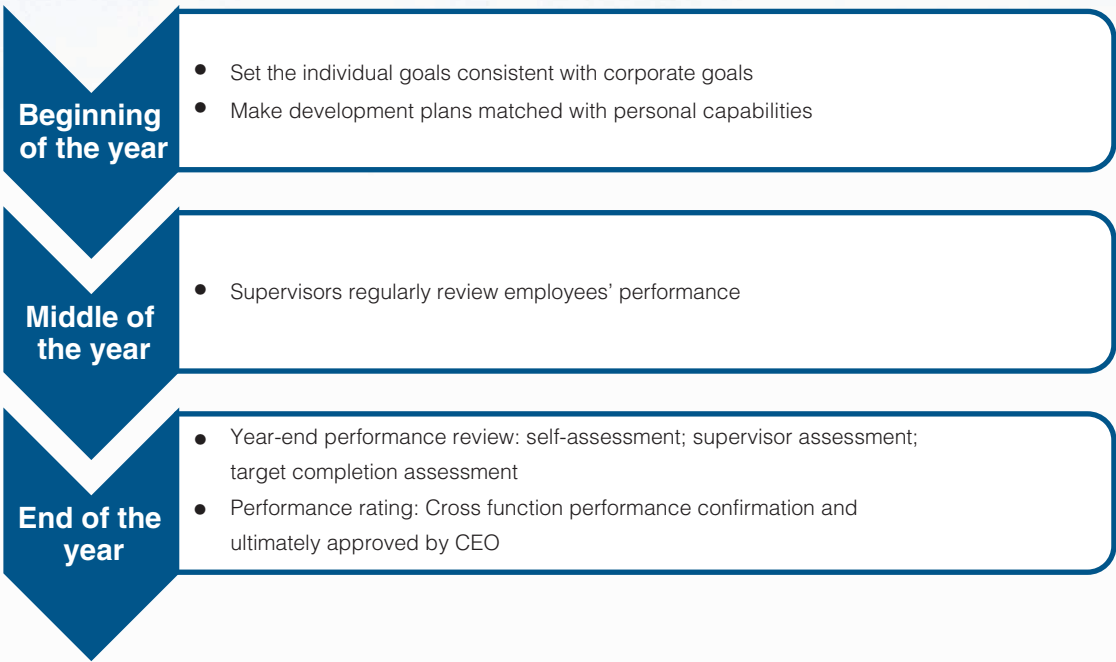 Beginning
of the year
• Set the individual goals consistent with corporate goals
• Make development plans matched with personal capabilities
Middle of
the year
• Supervisors regularly review employees’ performance
End of the
year
• Year-end performance review: self-assessment; supervisor assessment;
target completion assessment
• Performance rating: Cross function performance confirmation and
ultimately approved by CEO